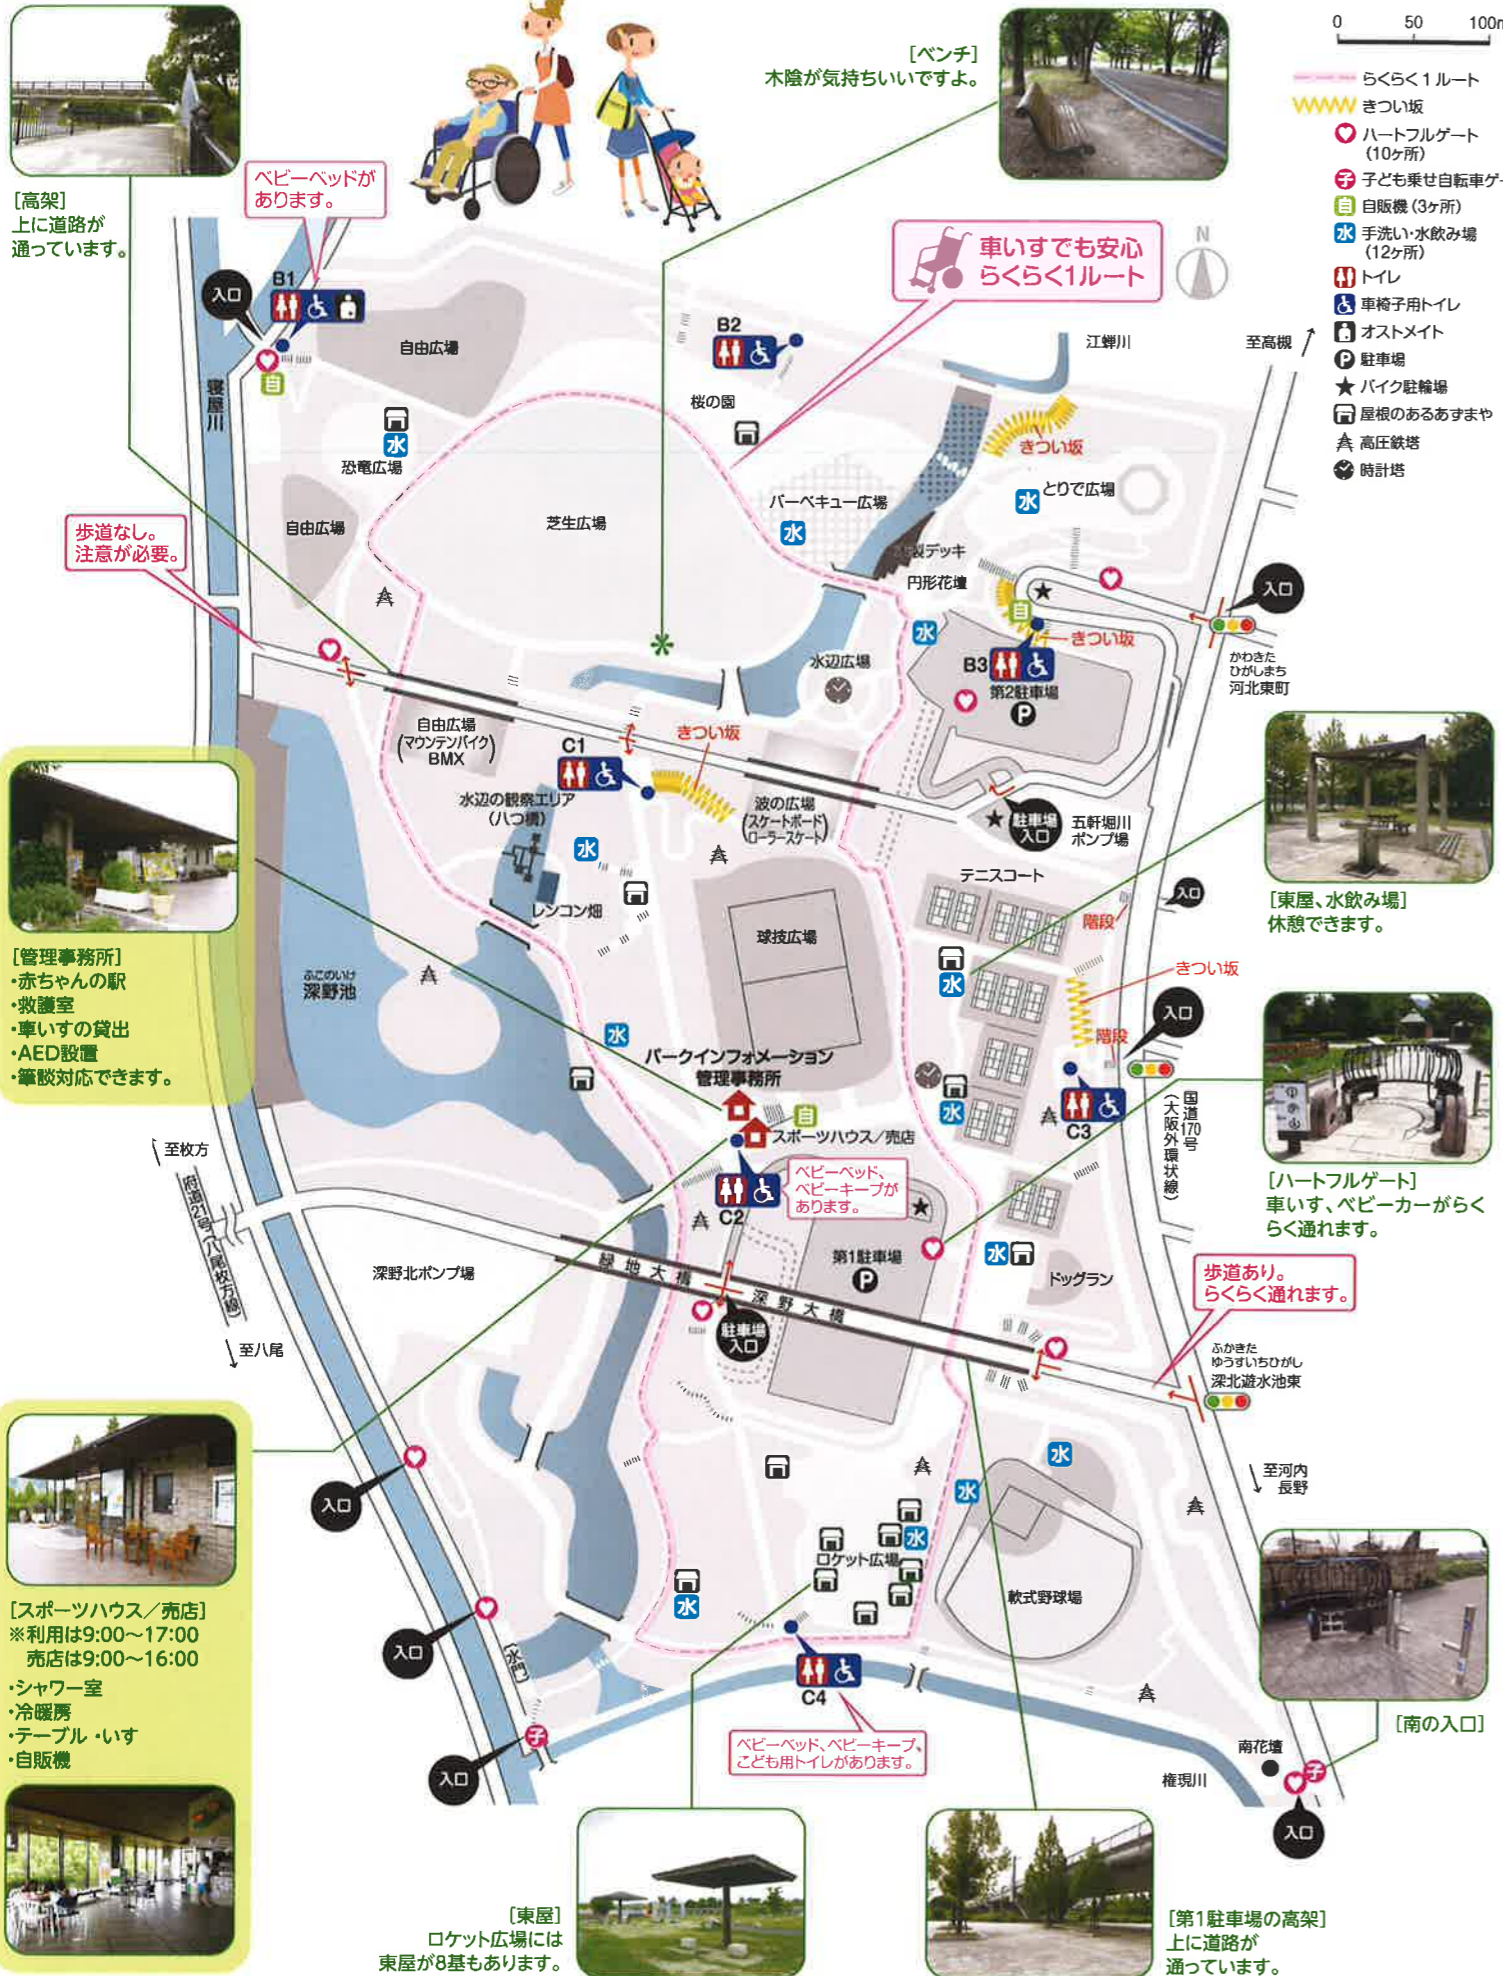 0 50 100m
らくらく1ルート
きつい坂
ハートフルゲート
(10ヶ所)
子ども乗せ自転車ゲ
自販機(3ヶ所)
手洗い・水飲み場
(12ヶ所)
トイレ
車椅子用トイレ
オストメイト
駐車場
バイク駐輪場
屋根のあるあずまや
高圧鉄塔
時計塔
[ベンチ]
木陰が気持ちいいですよ。
[高架]
上に道路が
通っています。
ベビーベッドが
あります。
車いすでも安心
らくらく1ルート
N
入口
B1
自
寝屋川
自由広場
B2
桜の園
江蝉川
至高槻
水
恐竜広場
自由広場
芝生広場
バーベキュー広場
水
きつい坂
水
とりで広場
歩道なし。
注意が必要。
製デッキ
円形花壇
自
きつい坂
入口
かわきた
ひがしまち
河北東町
水
水辺広場
B3
第2駐車場
P
自由広場
(マウンテンバイク)
BMX
C1
きつい坂
水辺の観察エリア
(八つ橋)
水
波の広場
(スケートボード)
(ローラースケート)
駐車場
入口
五軒堀川
ポンプ場
テニスコート
入口
階段
レンコン畑
球技広場
[東屋、水飲み場]
休憩できます。
水
きつい坂
入口
階段
[管理事務所]
・赤ちゃんの駅
・救護室
・車いすの貸出
・AED設置
・筆談対応できます。
ふこのいけ
深野池
水
パークインフォメーション
管理事務所
自
スポーツハウス/売店
水
C3
国道170号
(大阪外環状線)
C2
ベビーベッド、
ベビーキープが
あります。
至枚方
府道21号(八尾枚方線)
至八尾
深野北ポンプ場
緑地大橋
深野大橋
第1駐車場
P
駐車場
入口
水
ドッグラン
[ハートフルゲート]
車いす、ベビーカーがらく
らく通れます。
歩道あり。
らくらく通れます。
ふかきた
ゆうすいちひがし
深北遊水池東
至河内
長野
入口
水
水
水
ロケット広場
軟式野球場
[スポーツハウス/売店]
※利用は9:00～17:00
売店は9:00～16:00
・シャワー室
・冷暖房
・テーブル・いす
・自販機
入口
水
(水門)
子
入口
C4
ベビーベッド、ベビーキープ、
こども用トイレがあります。
南花壇
権現川
子
入口
[南の入口]
[東屋]
ロケット広場には
東屋が8基もあります。
[第1駐車場の高架]
上に道路が
通っています。